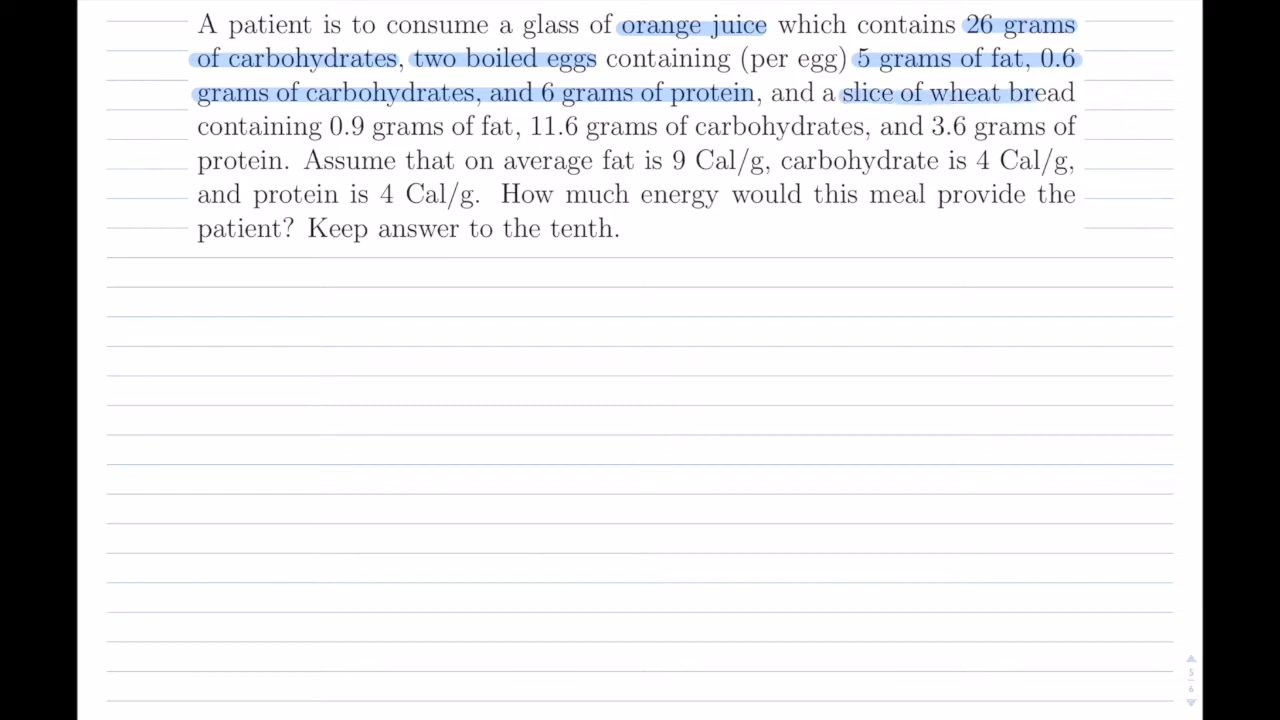 A patient is to consume a glass of orange juice which contains 26 grams
of carbohydrates, two boiled eggs containing (per egg) 5 grams of fat, 0.6
grams of carbohydrates, and 6 grams of protein, and a slice of wheat bread
containing 0.9 grams of fat, 11.6 grams of carbohydrates, and 3.6 grams of
protein. Assume that on average fat is 9 Cal/g, carbohydrate is 4 Cal/g,
and protein is 4 Cal/g. How much energy would this meal provide the
patient? Keep answer to the tenth.
5
6